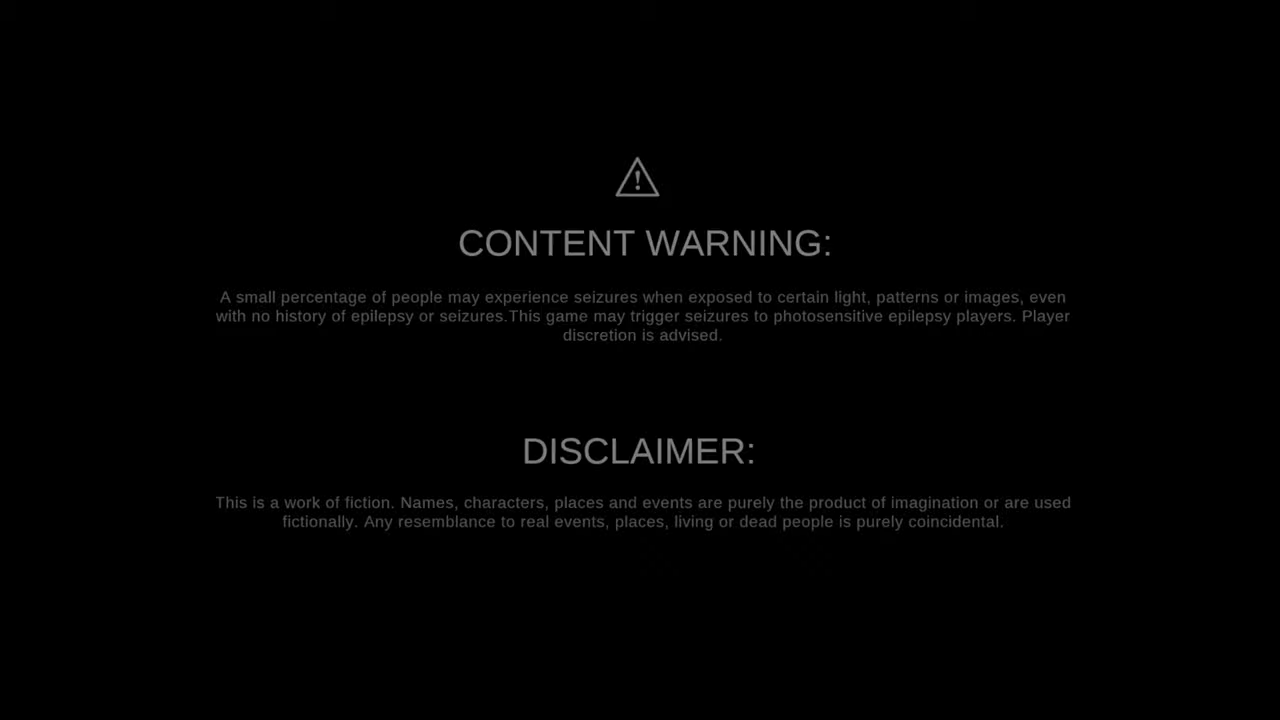 CONTENT WARNING:
A small percentage of people may experience seizures when exposed to certain light, patterns or images, even
with no history of epilepsy or seizures.This game may trigger seizures to photosensitive epilepsy players. Player
discretion is advised.
DISCLAIMER:
This is a work of fiction. Names, characters, places and events are purely the product of imagination or are used
fictionally. Any resemblance to real events, places, living or dead people is purely coincidental.